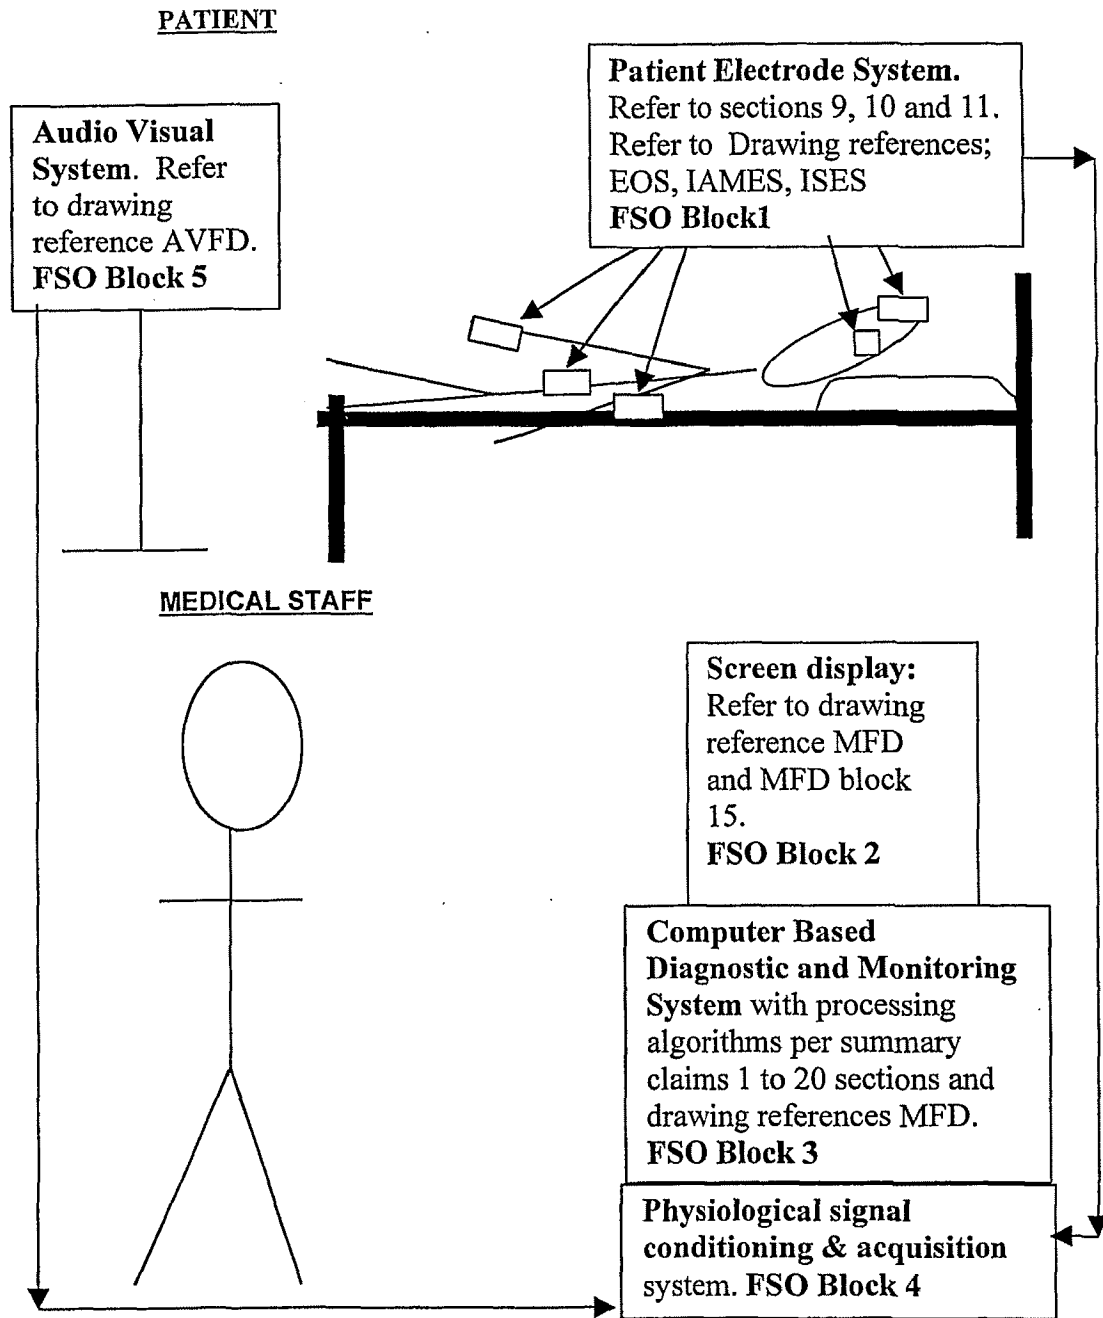 PATIENT
Patient Electrode System.
Refer to sections 9, 10 and 11.
Refer to Drawing references;
EOS, IAMES, ISES
FSO Block1
Audio Visual
System. Refer
to drawing
reference AVFD.
FSO Block 5
MEDICAL STAFF
Screen display:
Refer to drawing
reference MFD
and MFD block
15.
FSO Block 2
Computer Based
Diagnostic and Monitoring
System with processing
algorithms per summary
claims 1 to 20 sections and
drawing references MFD.
FSO Block 3
Physiological signal
conditioning & acquisition
system. FSO Block 4